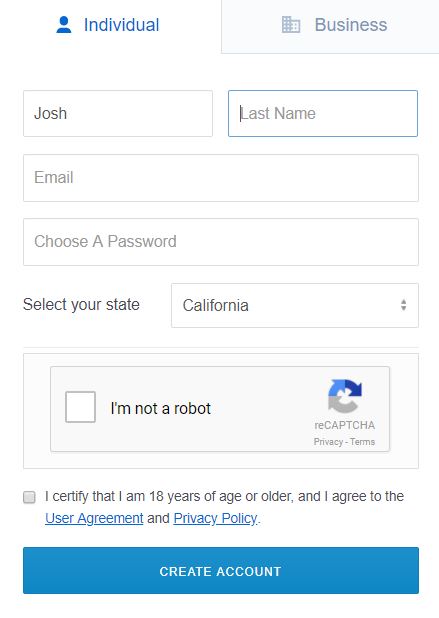 Individual Business
Josh Last Name
Email
Choose A Password
Select your state California
I'm not a robot
reCAPTCHA
Privacy - Terms
I certify that I am 18 years of age or older, and I agree to the
User Agreement and Privacy Policy.
CREATE ACCOUNT